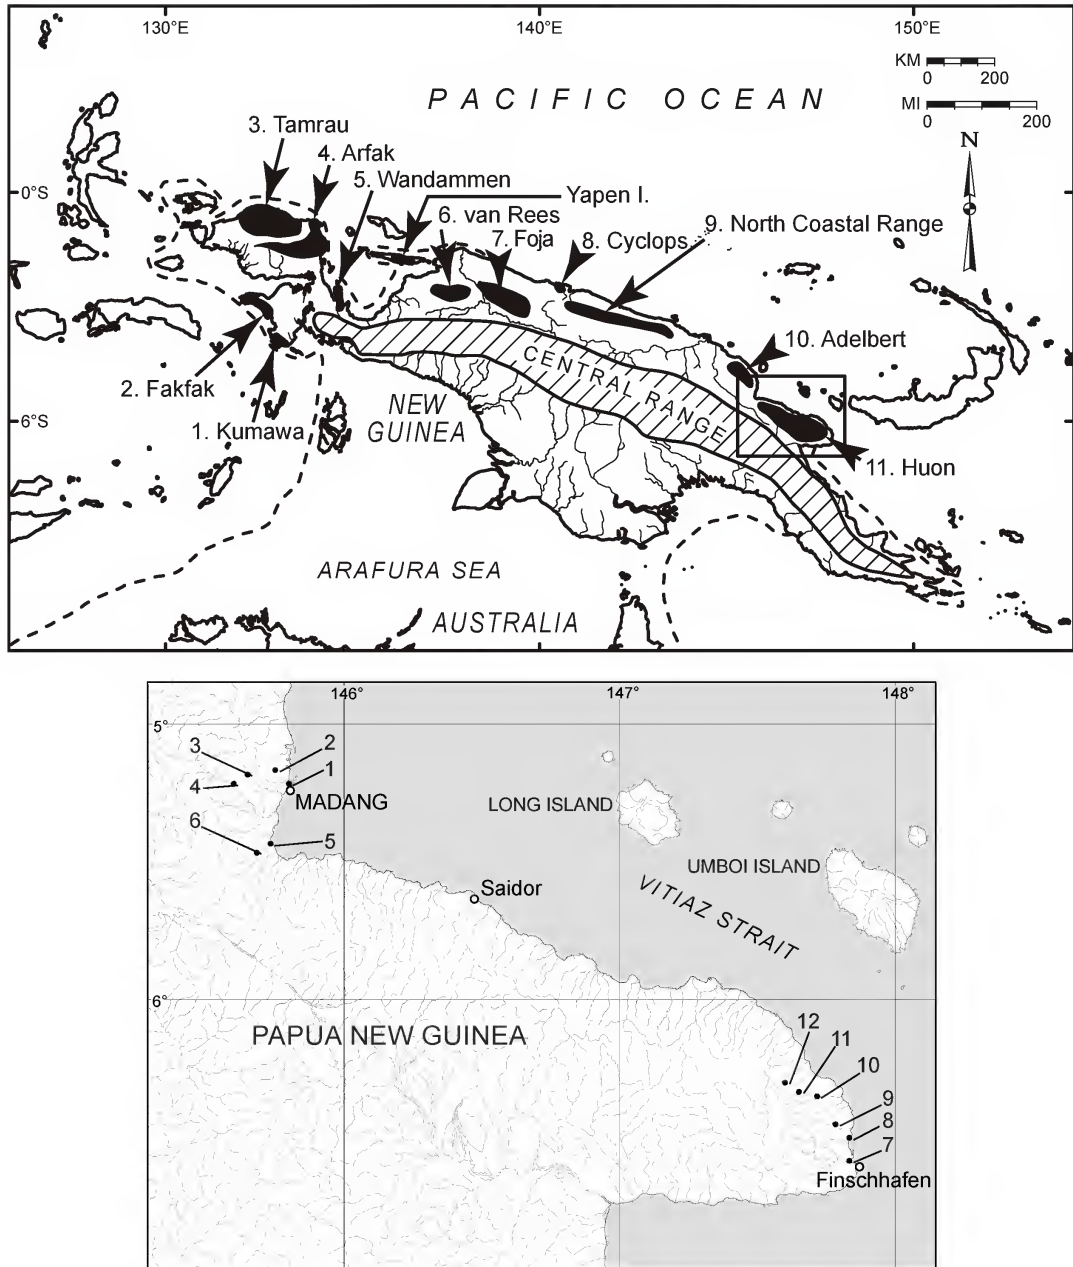 130°E
140°E
150°E
KM
0 200
MI
0 200
PACIFIC OCEAN
N
3. Tamrau
4. Arfak
5. Wandammen
Yapen I.
0°S
6. van Rees
7. Foja
8. Cyclops
9. North Coastal Range
10. Adelbert
CENTRAL RANGE
2. Fakfak
NEW
GUINEA
6°S
1. Kumawa
11. Huon
ARAFURA SEA
AUSTRALIA
146°
147°
148°
5°
3
2
1
4
MADANG
LONG ISLAND
6
5
UMBOI ISLAND
Saidor
VITIAZ STRAIT
6°
PAPUA NEW GUINEA
12
11
10
9
8
7
Finschhafen